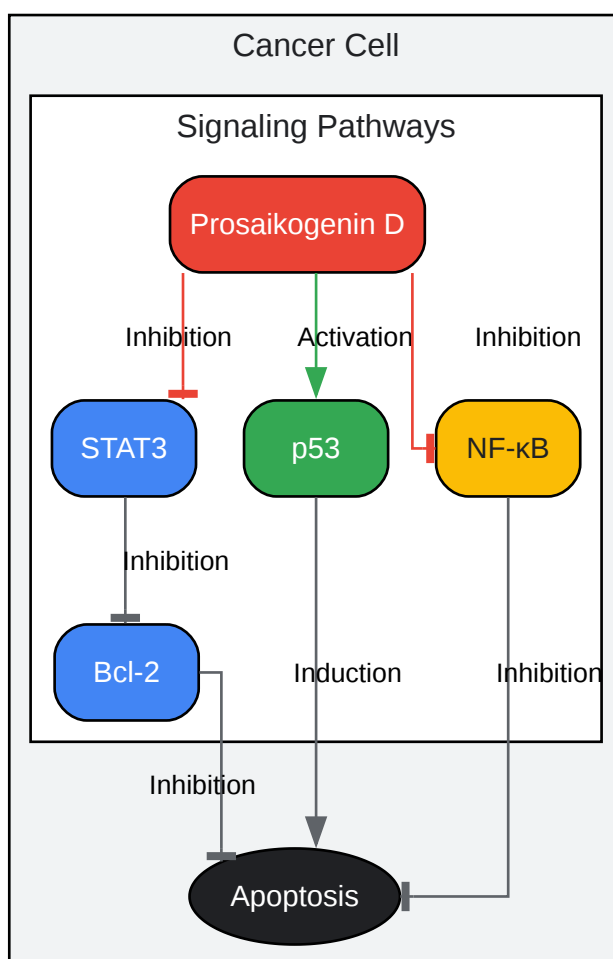 Cancer Cell
Signaling Pathways
Prosaikogenin D
Inhibition
Activation
Inhibition
STAT3
p53
NF-κB
Inhibition
Bcl-2
Induction
Inhibition
Inhibition
Apoptosis